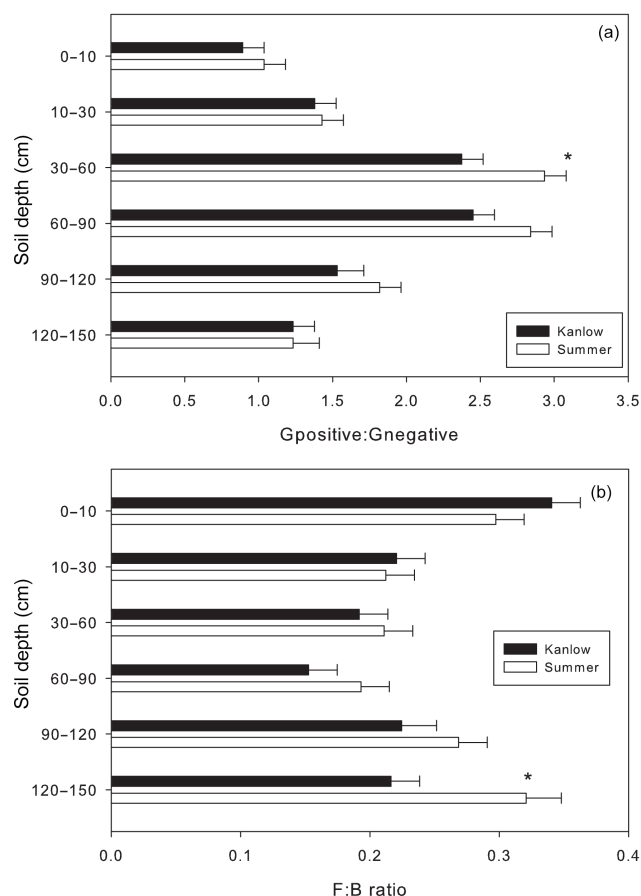 (a)
0–10
10–30
30–60
*
60–90
90–120
120–150
Soil depth (cm)
Kanlow
Summer
0.0 0.5 1.0 1.5 2.0 2.5 3.0 3.5
Gpositive:Gnegative
(b)
0–10
10–30
30–60
60–90
90–120
120–150
*
Soil depth (cm)
Kanlow
Summer
0.0 0.1 0.2 0.3 0.4
F:B ratio